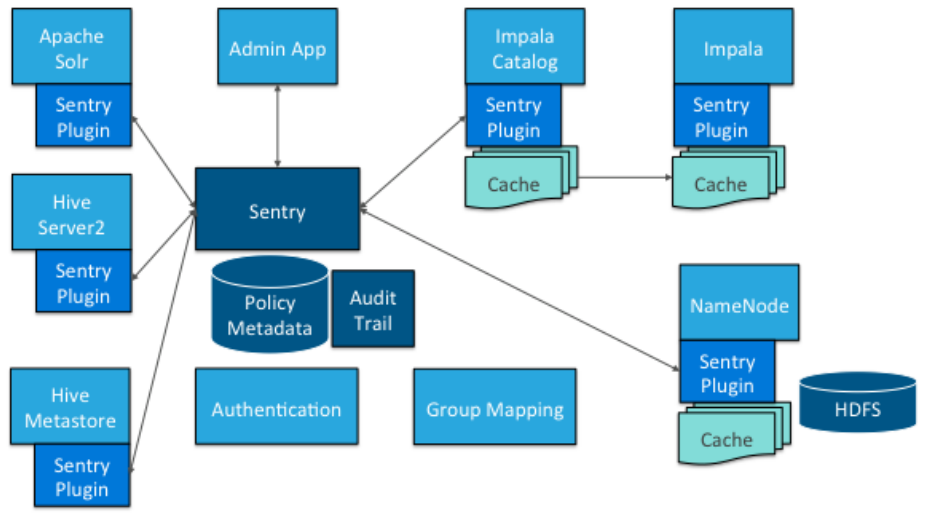 Apache
Solr
Sentry
Plugin
Admin App
Impala
Catalog
Sentry
Plugin
Cache
Impala
Sentry
Plugin
Cache
Hive
Server2
Sentry
Plugin
Sentry
Policy
Metadata
Audit
Trail
NameNode
Sentry
Plugin
Cache
HDFS
Hive
Metastore
Sentry
Plugin
Authentication
Group Mapping